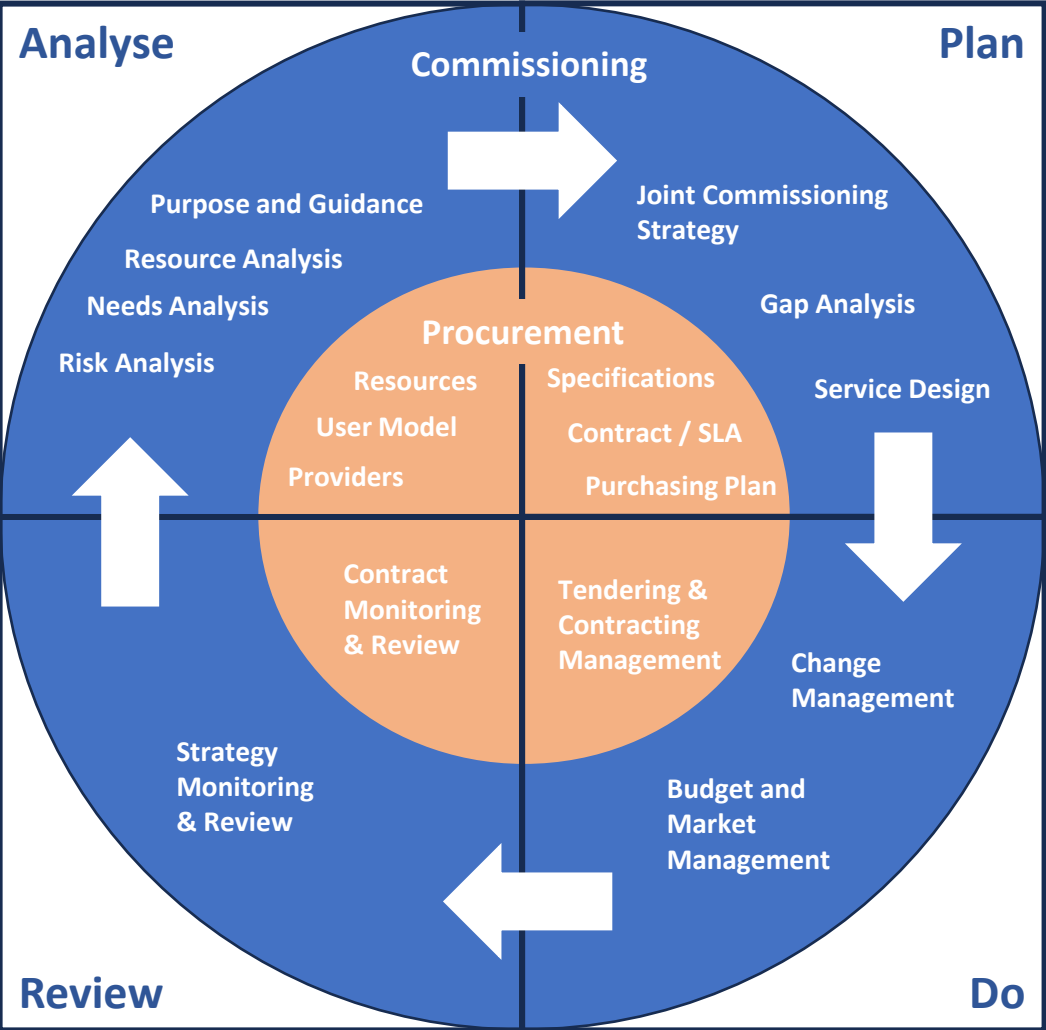 Analyse
Plan
Commissioning
Purpose and Guidance
Resource Analysis
Needs Analysis
Risk Analysis
Joint Commissioning
Strategy
Gap Analysis
Service Design
Procurement
Resources
User Model
Providers
Specifications
Contract / SLA
Purchasing Plan
Contract
Monitoring
& Review
Tendering &
Contracting
Management
Change
Management
Strategy
Monitoring
& Review
Budget and
Market
Management
Review
Do